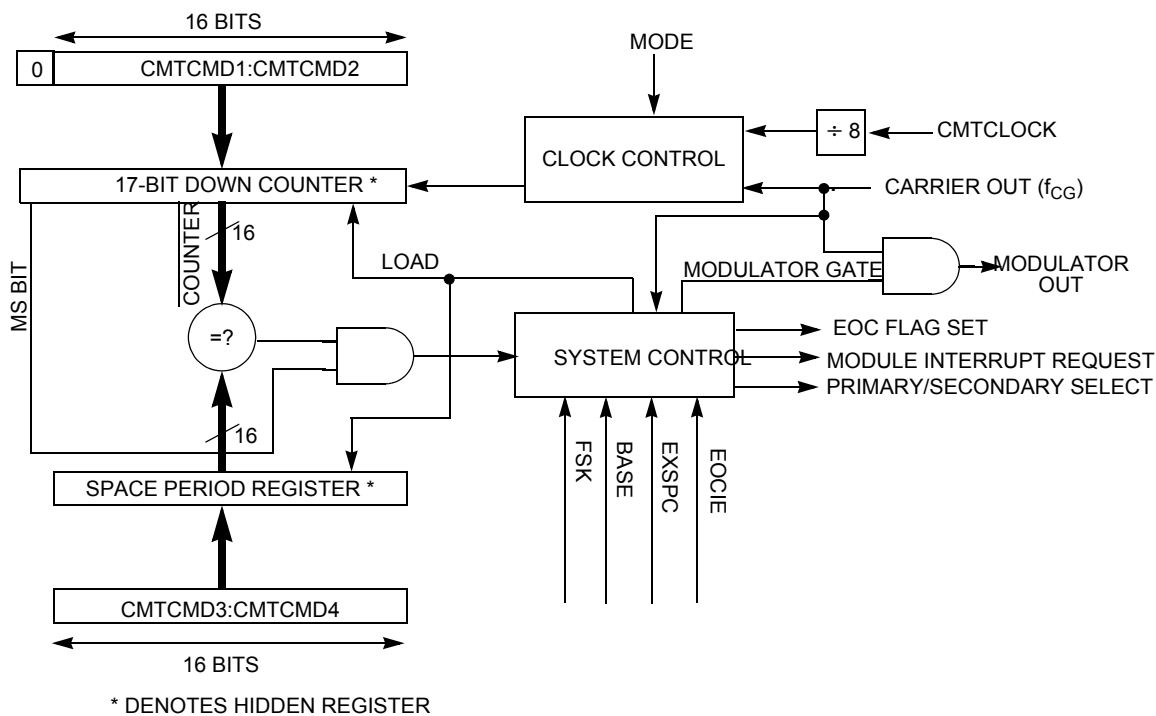 16 BITS
0
CMTCMD1:CMTCMD2
MODE
÷ 8
CMTCLOCK
CLOCK CONTROL
17-BIT DOWN COUNTER *
CARRIER OUT (fCG)
16
COUNTER
MS BIT
LOAD
MODULATOR GATE
MODULATOR
OUT
=?
EOC FLAG SET
SYSTEM CONTROL
MODULE INTERRUPT REQUEST
PRIMARY/SECONDARY SELECT
16
FSK
BASE
EXSPC
EOCIE
SPACE PERIOD REGISTER *
CMTCMD3:CMTCMD4
16 BITS
* DENOTES HIDDEN REGISTER